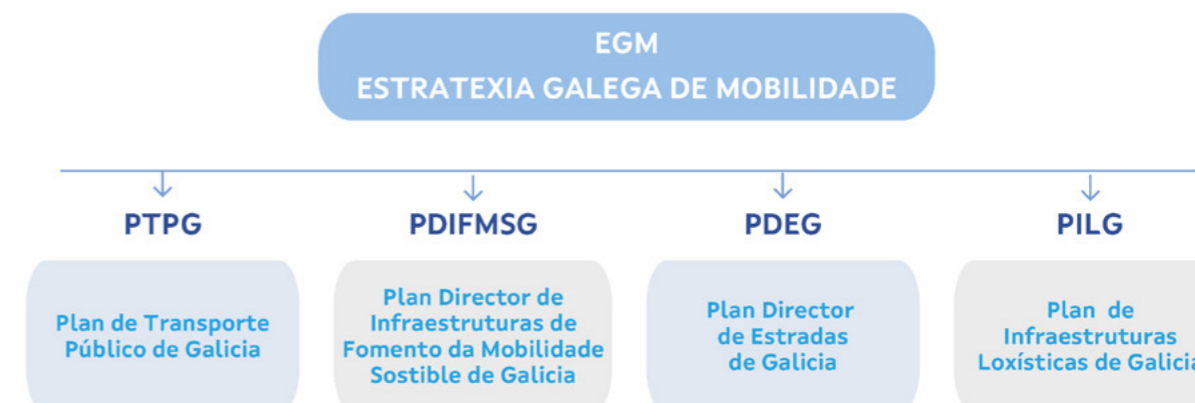 EGM
ESTRATEXIA GALEGA DE MOBILIDADE
PTPG
PDIFMSG
PDEG
PILG
Plan de Transporte
Público de Galicia
Plan Director de
Infraestruturas de
Fomento da Mobilidade
Sostible de Galicia
Plan Director
de Estradas
de Galicia
Plan de
Infraestruturas
Loxísticas de Galicia